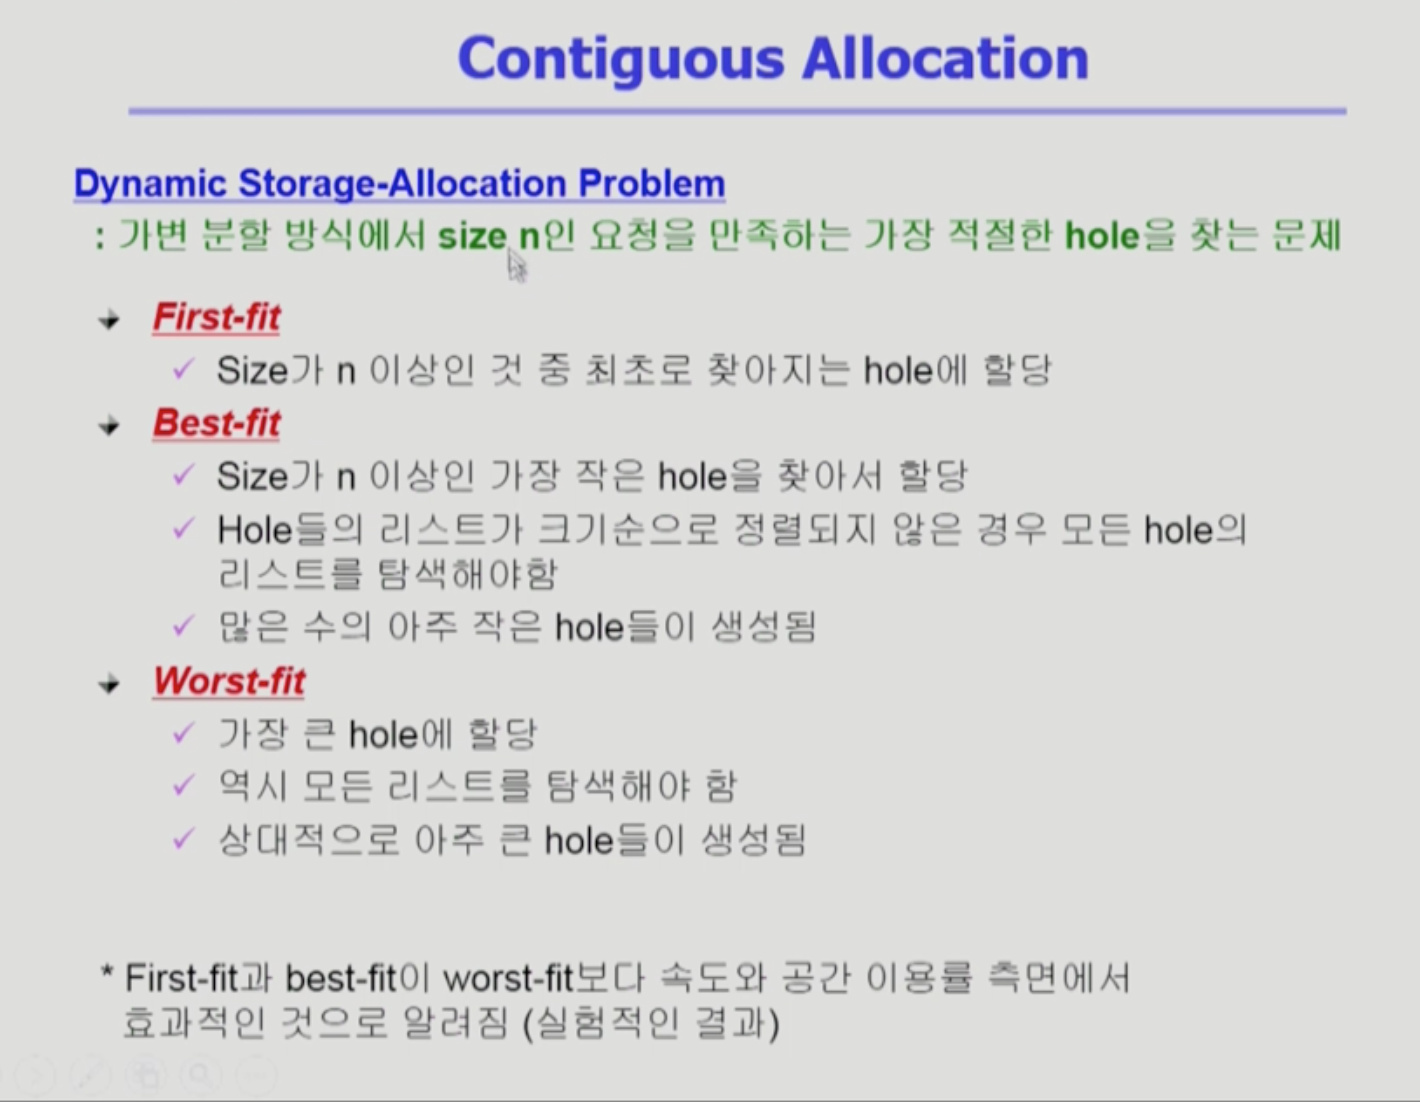 Contiguous Allocation
Dynamic Storage-Allocation Problem
: 가변 분할 방식에서 size n인 요청을 만족하는 가장 적절한 hole을 찾는 문제
First-fit
Size가 n 이상인 것 중 최초로 찾아지는 hole에 할당
Best-fit
Size가 n 이상인 가장 작은 hole을 찾아서 할당
Hole들의 리스트가 크기순으로 정렬되지 않은 경우 모든 hole의
리스트를 탐색해야함
많은 수의 아주 작은 hole들이 생성됨
Worst-fit
가장 큰 hole에 할당
역시 모든 리스트를 탐색해야 함
상대적으로 아주 큰 hole들이 생성됨
* First-fit과 best-fit이 worst-fit보다 속도와 공간 이용률 측면에서
효과적인 것으로 알려짐 (실험적인 결과)